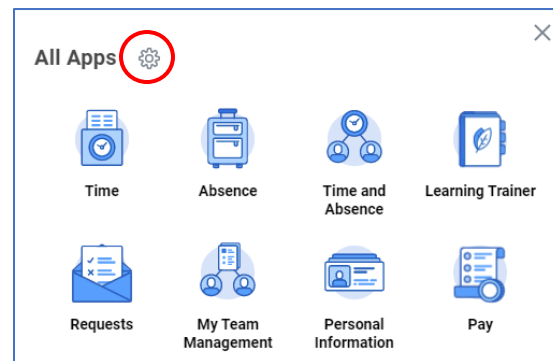 All Apps
Time
Absence
Time and
Absence
Learning Trainer
Requests
My Team
Management
Personal
Information
Pay